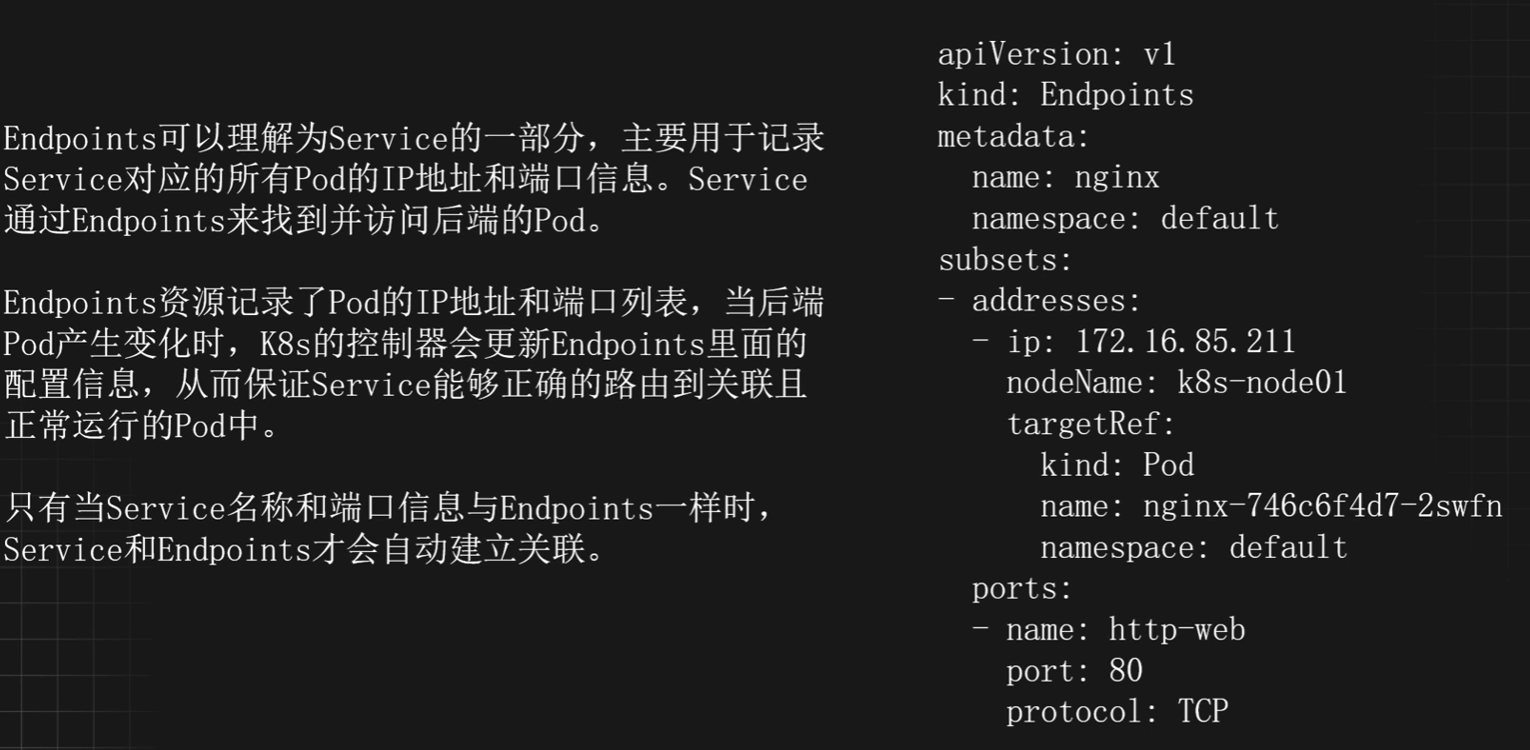 Endpoints可以理解为Service的一部分，主要用于记录
Service对应的所有Pod的IP地址和端口信息。Service
通过Endpoints来找到并访问后端的Pod。
Endpoints资源记录了Pod的IP地址和端口列表，当后端
Pod产生变化时，K8s的控制器会更新Endpoints里面的
配置信息，从而保证Service能够正确的路由到关联且
正常运行的Pod中。
只有当Service名称和端口信息与Endpoints一样时，
Service和Endpoints才会自动建立关联。
apiVersion: v1
kind: Endpoints
metadata:
  name: nginx
  namespace: default
subsets:
- addresses:
  - ip: 172.16.85.211
    nodeName: k8s-node01
    targetRef:
      kind: Pod
      name: nginx-746c6f4d7-2swfn
      namespace: default
  ports:
  - name: http-web
    port: 80
    protocol: TCP